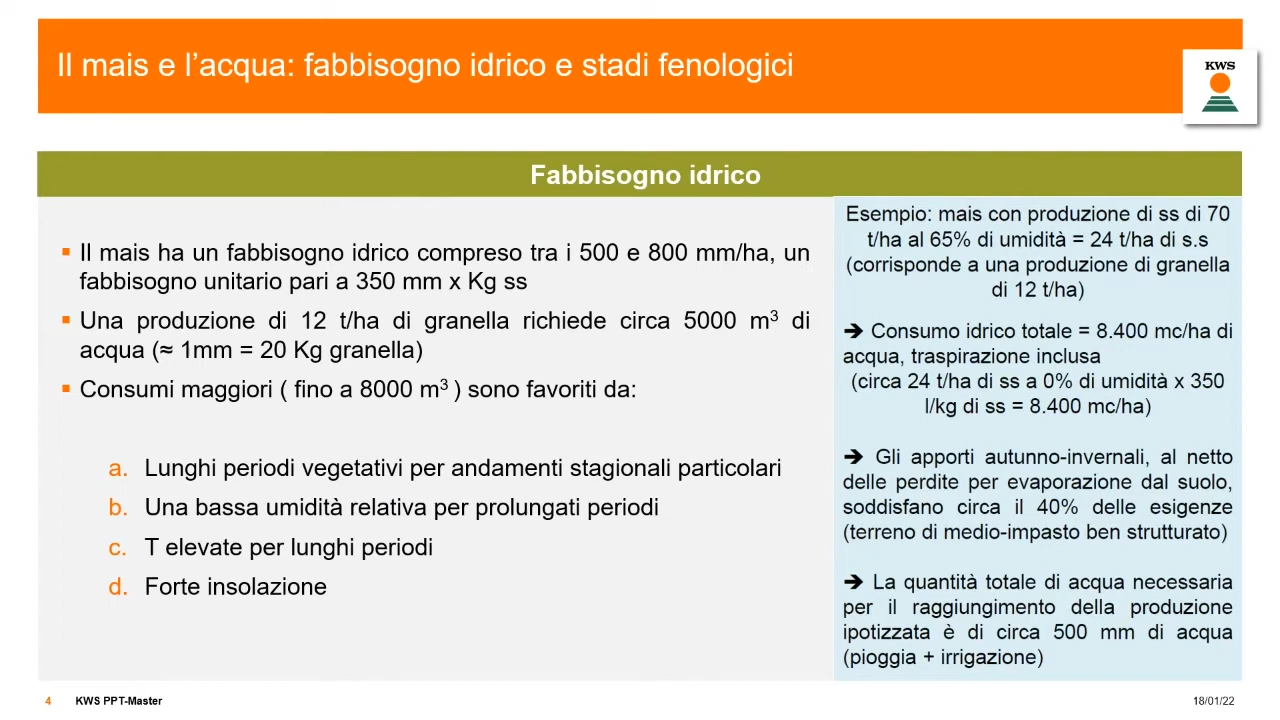 Il mais e l’acqua: fabbisogno idrico e stadi fenologici
KWS
Fabbisogno idrico
▪ Il mais ha un fabbisogno idrico compreso tra i 500 e 800 mm/ha, un
fabbisogno unitario pari a 350 mm x Kg ss
▪ Una produzione di 12 t/ha di granella richiede circa 5000 m³ di
acqua (≈ 1mm = 20 Kg granella)
▪ Consumi maggiori ( fino a 8000 m³ ) sono favoriti da:
a. Lunghi periodi vegetativi per andamenti stagionali particolari
b. Una bassa umidità relativa per prolungati periodi
c. T elevate per lunghi periodi
d. Forte insolazione
Esempio: mais con produzione di ss di 70
t/ha al 65% di umidità = 24 t/ha di s.s
(corrisponde a una produzione di granella
di 12 t/ha)
➔ Consumo idrico totale = 8.400 mc/ha di
acqua, traspirazione inclusa
(circa 24 t/ha di ss a 0% di umidità x 350
l/kg di ss = 8.400 mc/ha)
➔ Gli apporti autunno-invernali, al netto
delle perdite per evaporazione dal suolo,
soddisfano circa il 40% delle esigenze
(terreno di medio-impasto ben strutturato)
➔ La quantità totale di acqua necessaria
per il raggiungimento della produzione
ipotizzata è di circa 500 mm di acqua
(pioggia + irrigazione)
4 KWS PPT-Master
18/01/22